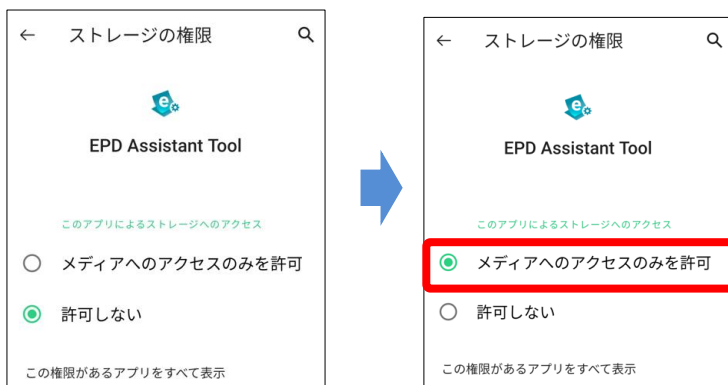 ストレージの権限
EPD Assistant Tool
このアプリによるストレージへのアクセス
メディアへのアクセスのみを許可
許可しない
この権限があるアプリをすべて表示
ストレージの権限
EPD Assistant Tool
このアプリによるストレージへのアクセス
メディアへのアクセスのみを許可
許可しない
この権限があるアプリをすべて表示